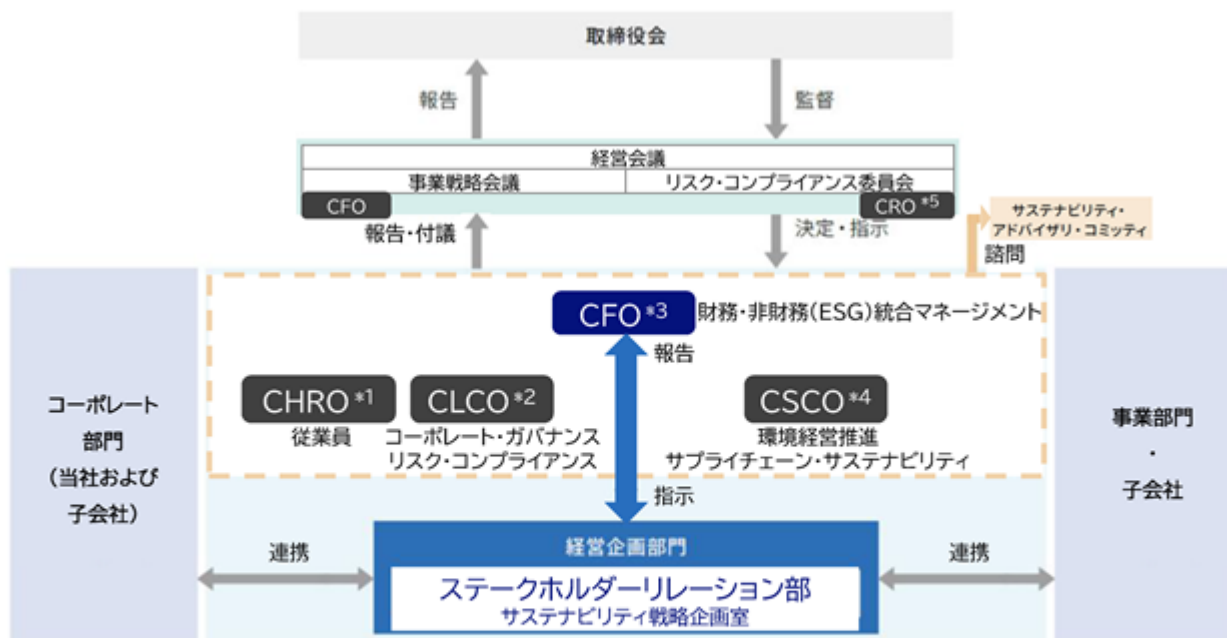 取締役会
報告
監督
経営会議
事業戦略会議
リスク・コンプライアンス委員会
CFO
CRO *5
報告・付議
決定・指示
サステナビリティ・
アドバイザリ・コミッティ
諮問
CFO *3
財務・非財務(ESG)統合マネージメント
報告
CHRO *1
従業員
CLCO *2
コーポレート・ガバナンス
リスク・コンプライアンス
CSCO *4
環境経営推進
サプライチェーン・サステナビリティ
指示
コーポレート
部門
(当社および
子会社)
事業部門
・
子会社
連携
連携
経営企画部門
ステークホルダーリレーション部
サステナビリティ戦略企画室